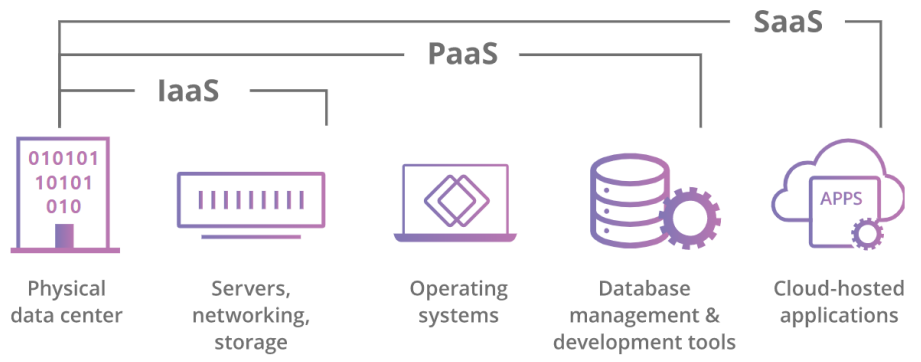 SaaS
PaaS
IaaS
010101
10101
010
APPS
Physical
data center
Servers,
networking,
storage
Operating
systems
Database
management &
development tools
Cloud-hosted
applications